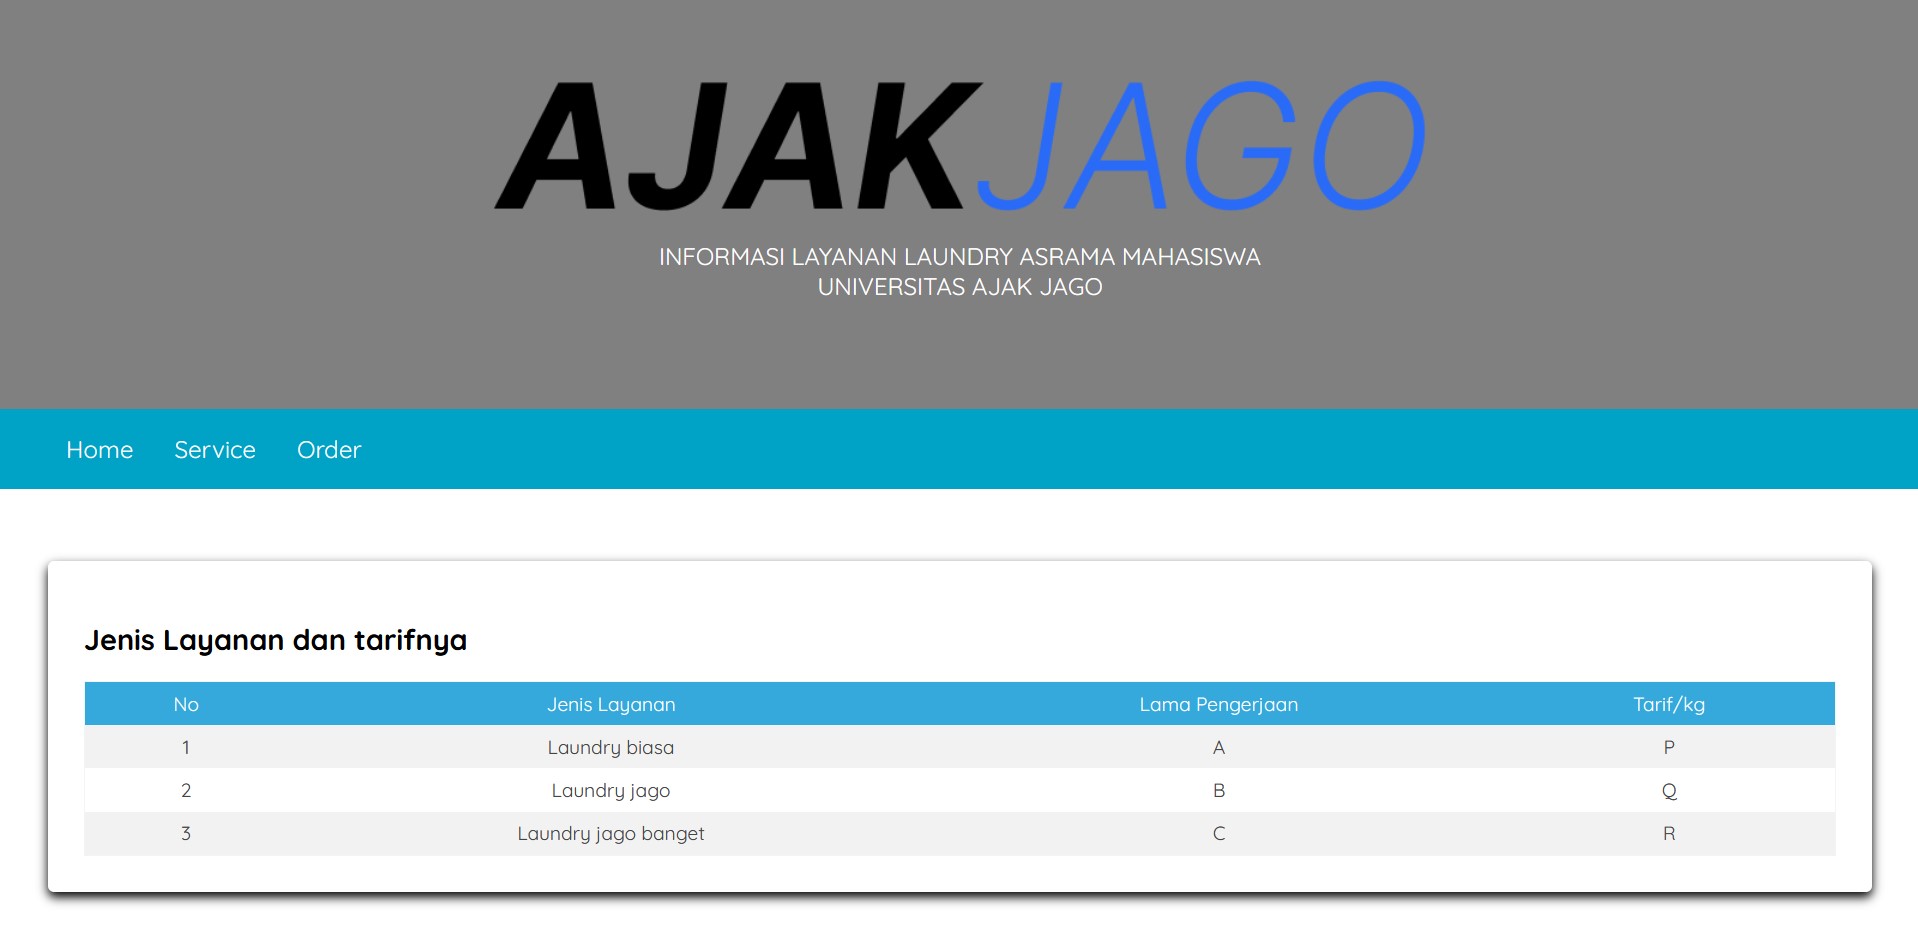 AJAKJAGO
INFORMASI LAYANAN LAUNDRY ASRAMA MAHASISWA
UNIVERSITAS AJAK JAGO
Home Service Order
Jenis Layanan dan tarifnya
No Jenis Layanan Lama Pengerjaan Tarif/kg
1 Laundry biasa A P
2 Laundry jago B Q
3 Laundry jago banget C R